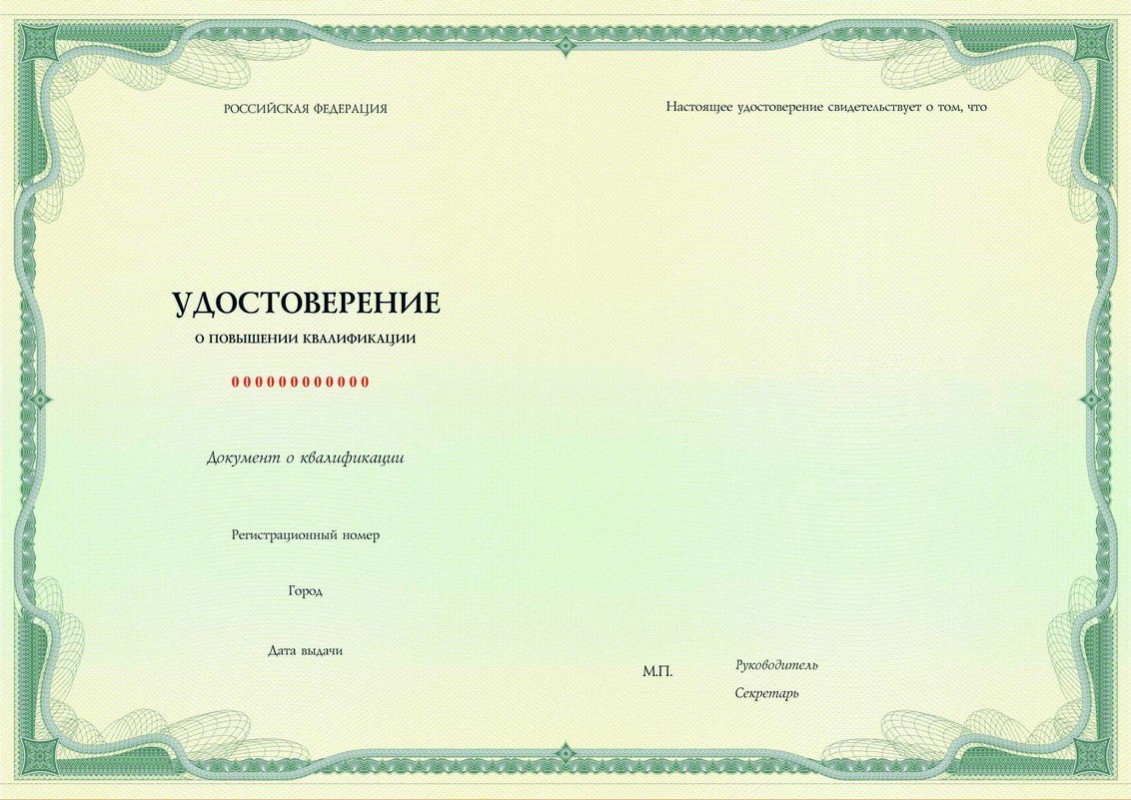 РОССИЙСКАЯ ФЕДЕРАЦИЯ
УДОСТОВЕРЕНИЕ
О ПОВЫШЕНИИ КВАЛИФИКАЦИИ
000000000000
Документ о квалификации
Регистрационный номер
Город
Дата выдачи
Настоящее удостоверение свидетельствует о том, что
М.П.
Руководитель
Секретарь